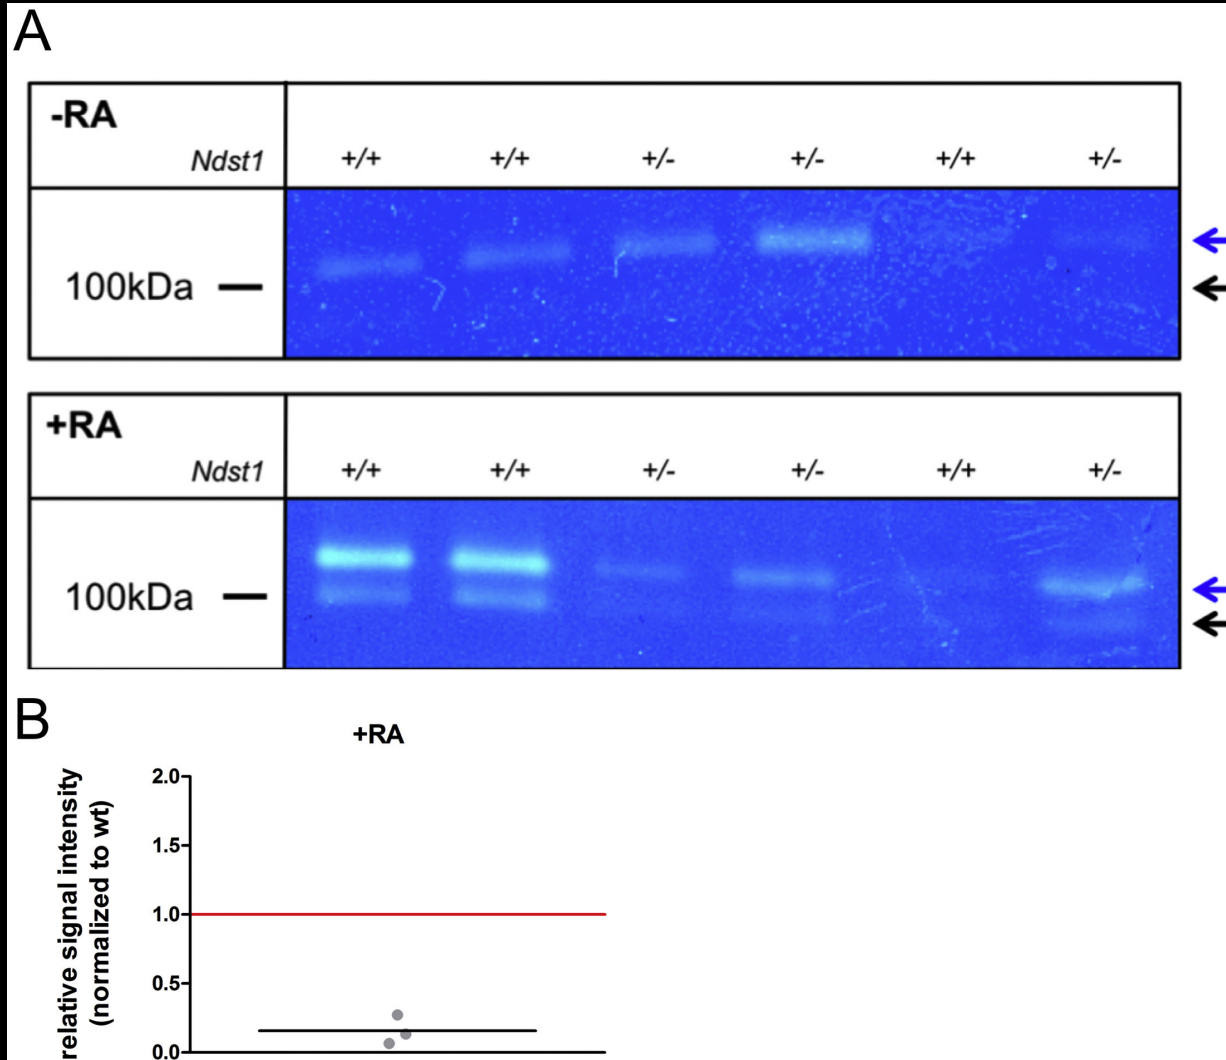 A
-RA
Ndst1 +/+ +/+ +/- +/- +/+ +/-
100kDa
+RA
Ndst1 +/+ +/+ +/- +/- +/+ +/-
100kDa
B
+RA
relative signal intensity
(normalized to wt)
2.0
1.5
1.0
0.5
0.0